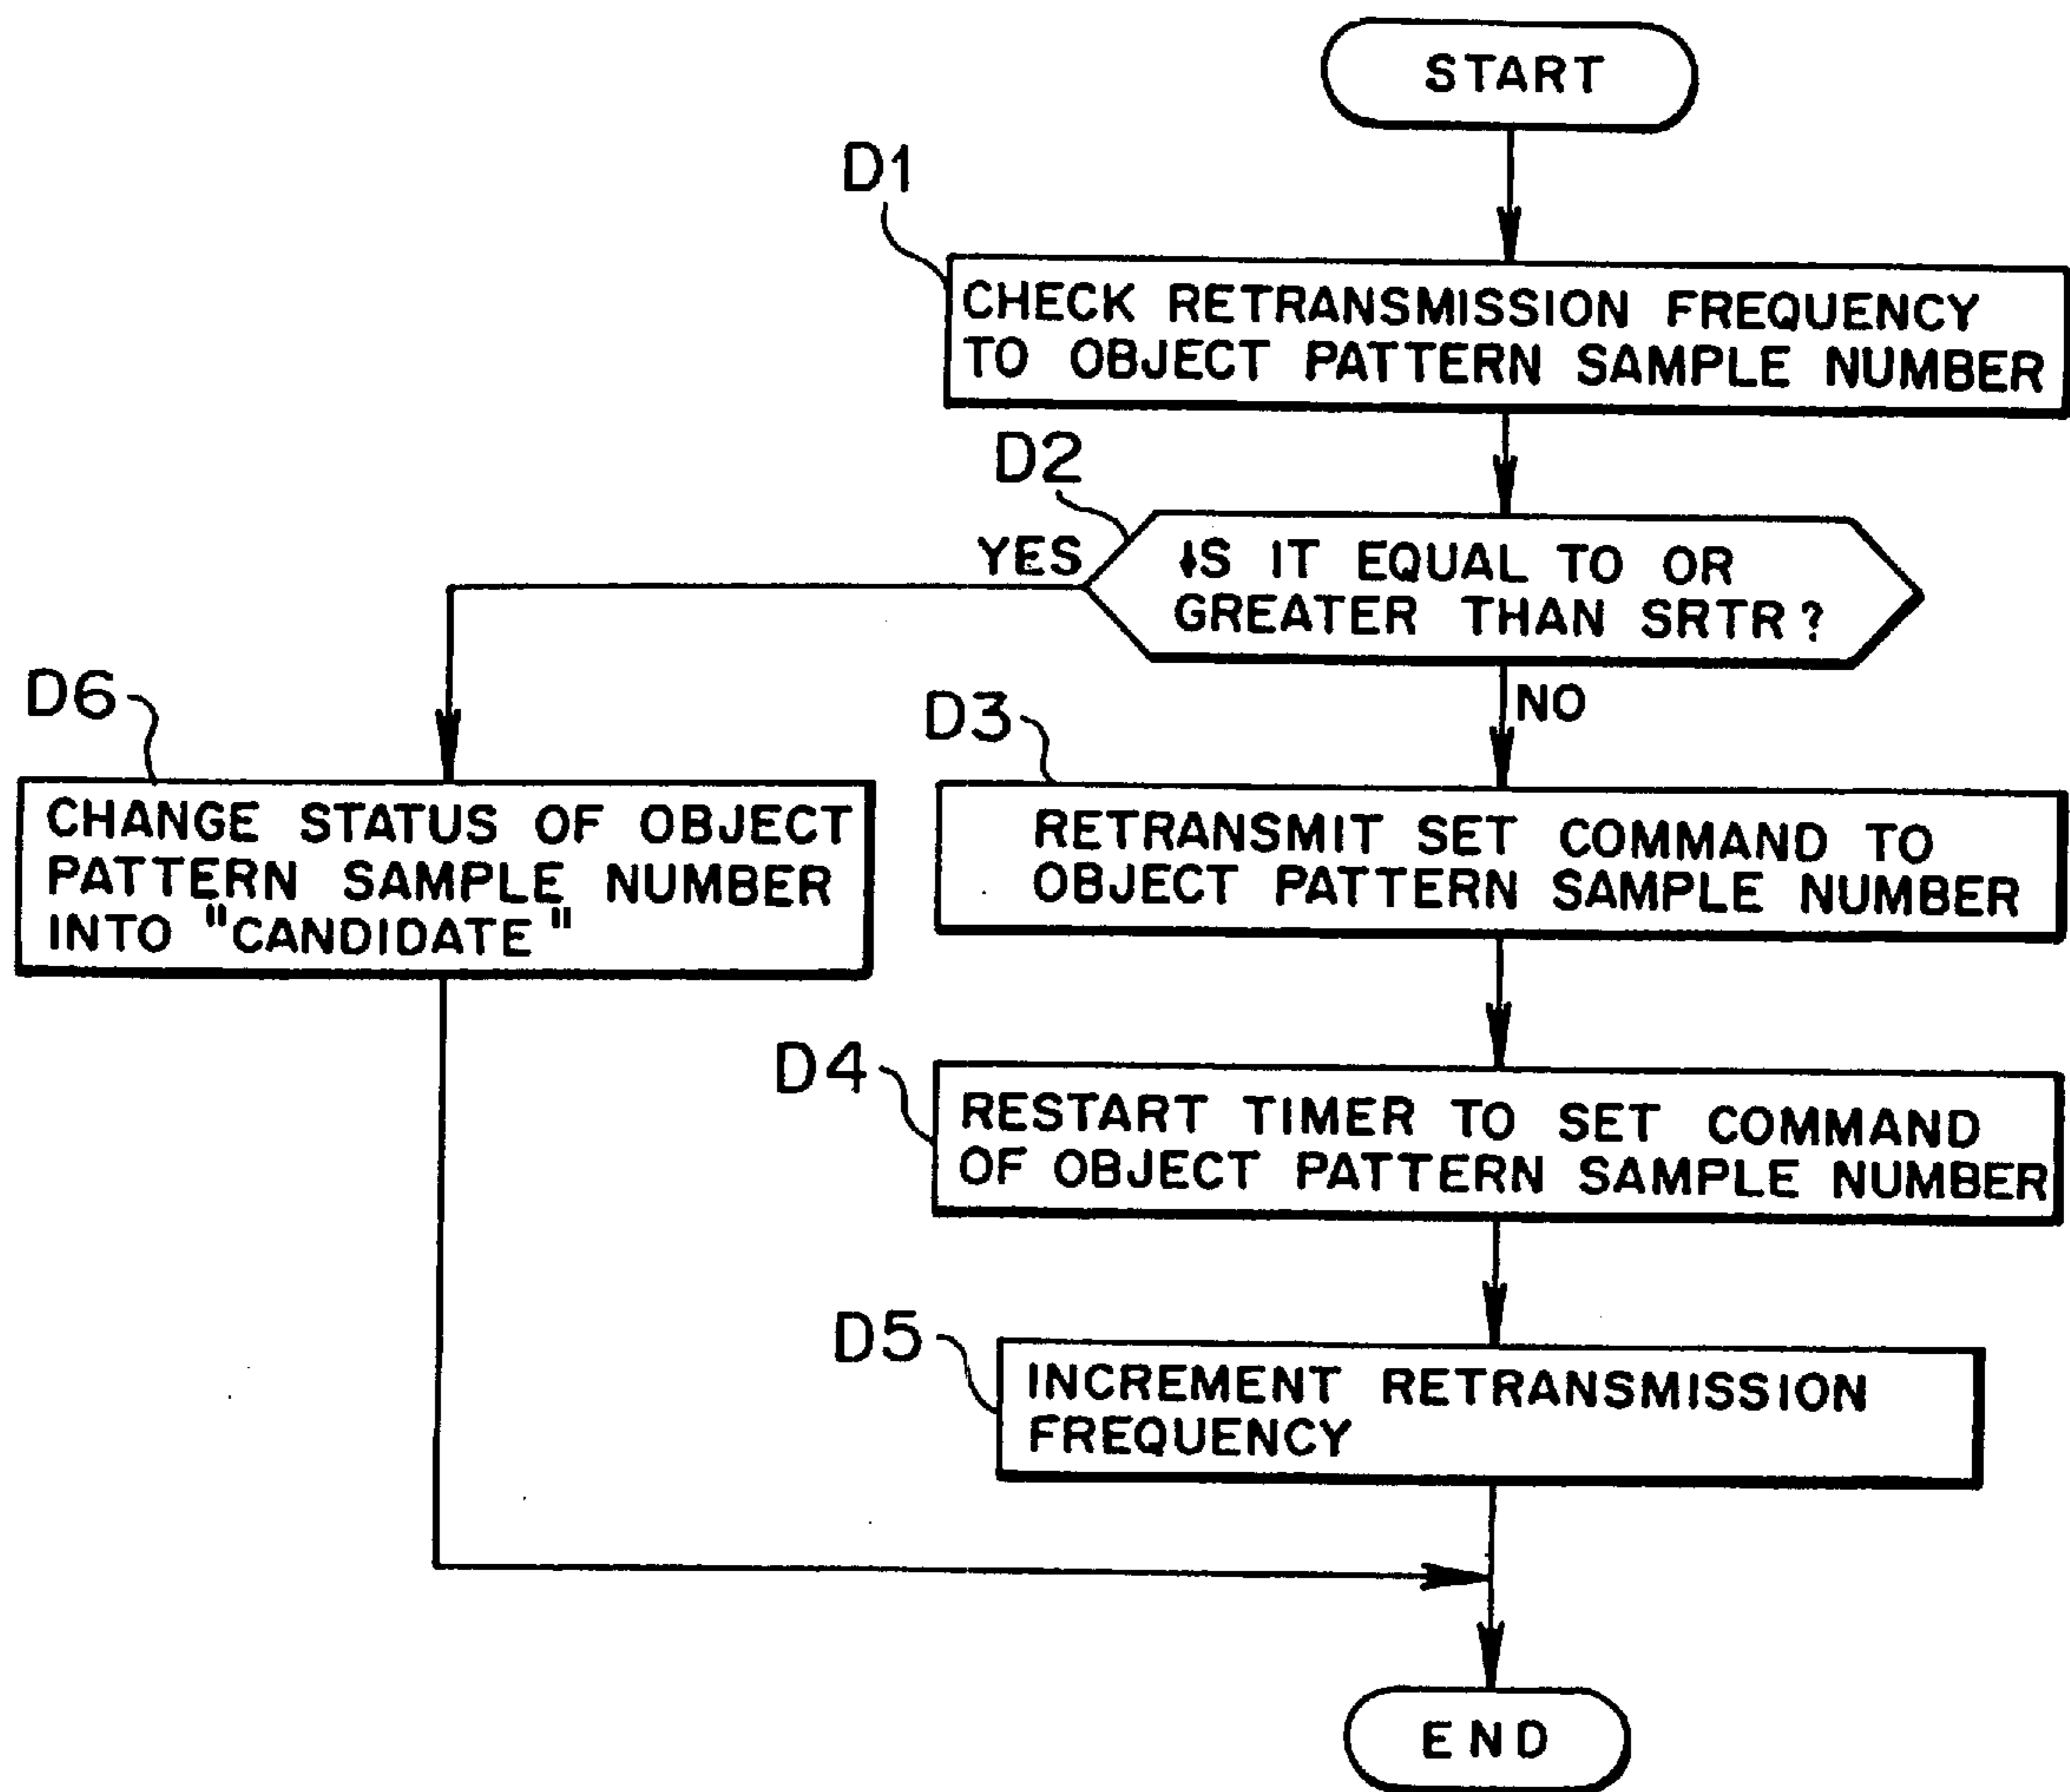 START
D1
CHECK RETRANSMISSION FREQUENCY
TO OBJECT PATTERN SAMPLE NUMBER
D2
YES
IS IT EQUAL TO OR
GREATER THAN SRTR?
NO
D6
CHANGE STATUS OF OBJECT
PATTERN SAMPLE NUMBER
INTO "CANDIDATE"
D3
RETRANSMIT SET COMMAND TO
OBJECT PATTERN SAMPLE NUMBER
D4
RESTART TIMER TO SET COMMAND
OF OBJECT PATTERN SAMPLE NUMBER
D5
INCREMENT RETRANSMISSION
FREQUENCY
END